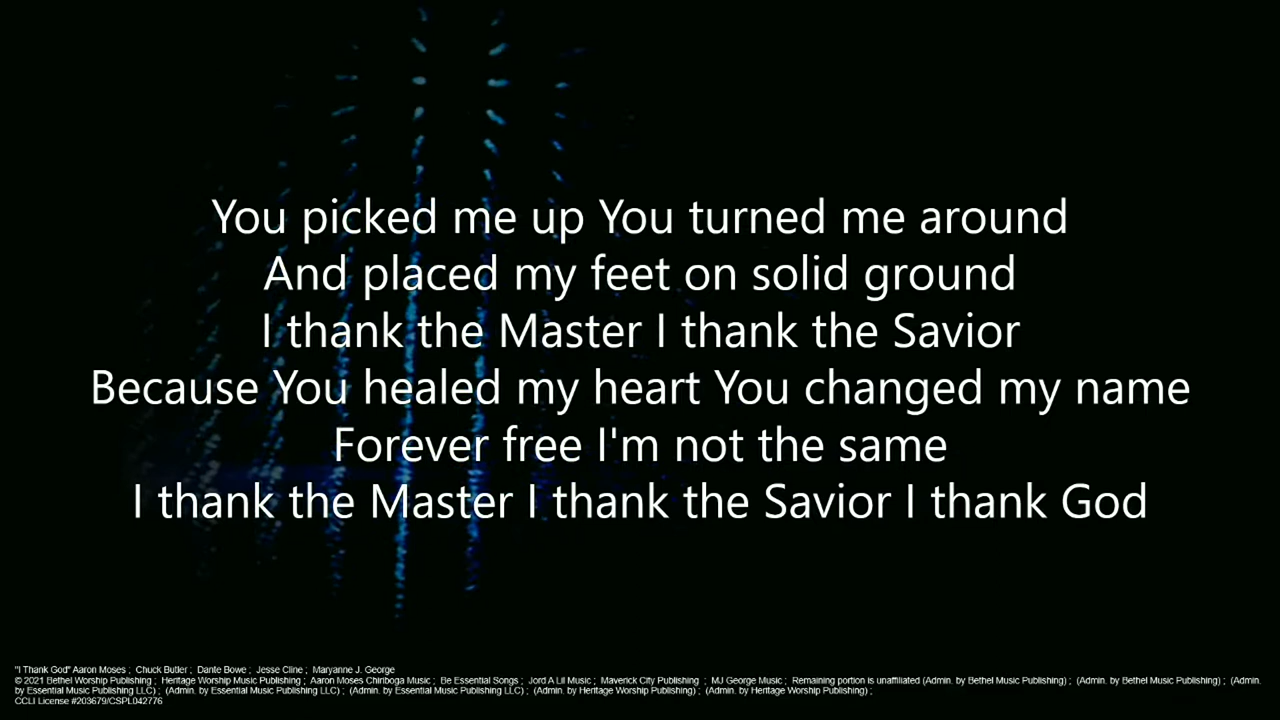 You picked me up You turned me around
And placed my feet on solid ground
I thank the Master I thank the Savior
Because You healed my heart You changed my name
Forever free I'm not the same
I thank the Master I thank the Savior I thank God
"I Thank God" Aaron Moses ; Chuck Butler ; Dante Bowe ; Jesse Cline ; Maryanne J. George
© 2021 Bethel Worship Publishing ; Heritage Worship Music Publishing ; Aaron Moses Chiriboga Music ; Be Essential Songs ; Jord A Lil Music ; Maverick City Publishing ; MJ George Music ; Remaining portion is unaffiliated (Admin. by Bethel Music Publishing) ; (Admin. by Bethel Music Publishing) ; (Admin.
by Essential Music Publishing LLC) ; (Admin. by Essential Music Publishing LLC) ; (Admin. by Essential Music Publishing LLC) ; (Admin. by Heritage Worship Publishing) ; (Admin. by Heritage Worship Publishing) ;
CCLI License #203679/CSPL042776